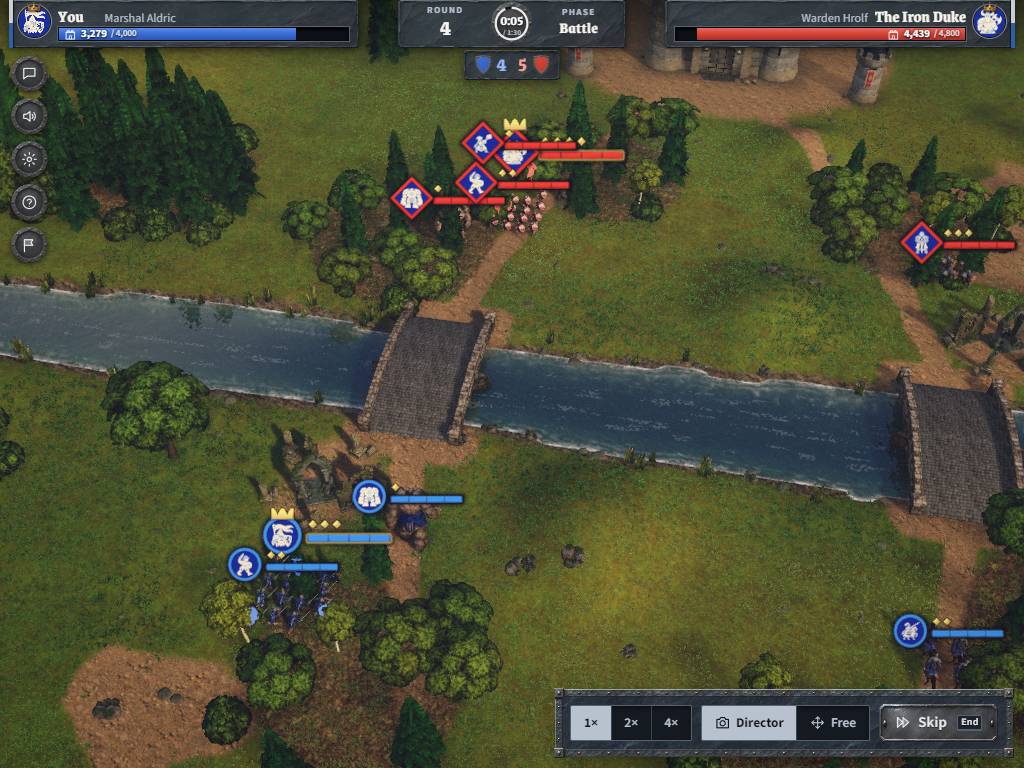 You Marshal Aldric
3,279 / 4,000
ROUND
4
0:05
/ 1:30
PHASE
Battle
Warden Hrolf The Iron Duke
4,439 / 4,800
4 5
1× 2× 4× Director Free Skip End